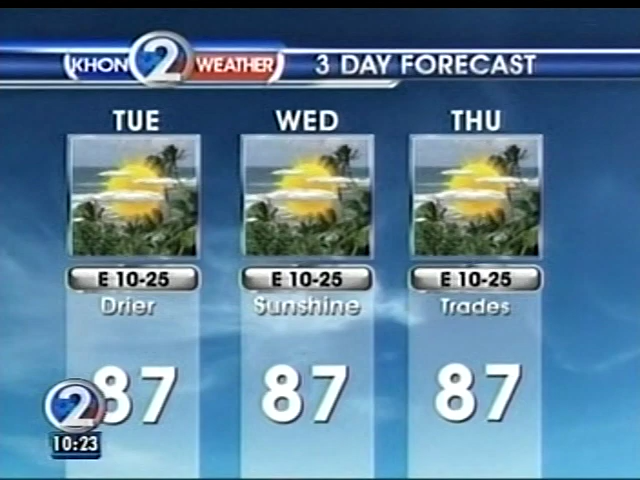 KHON 2 WEATHER 3 DAY FORECAST
TUE WED THU
E 10-25 E 10-25 E 10-25
Drier Sunshine Trades
87 87 87
2
10:23